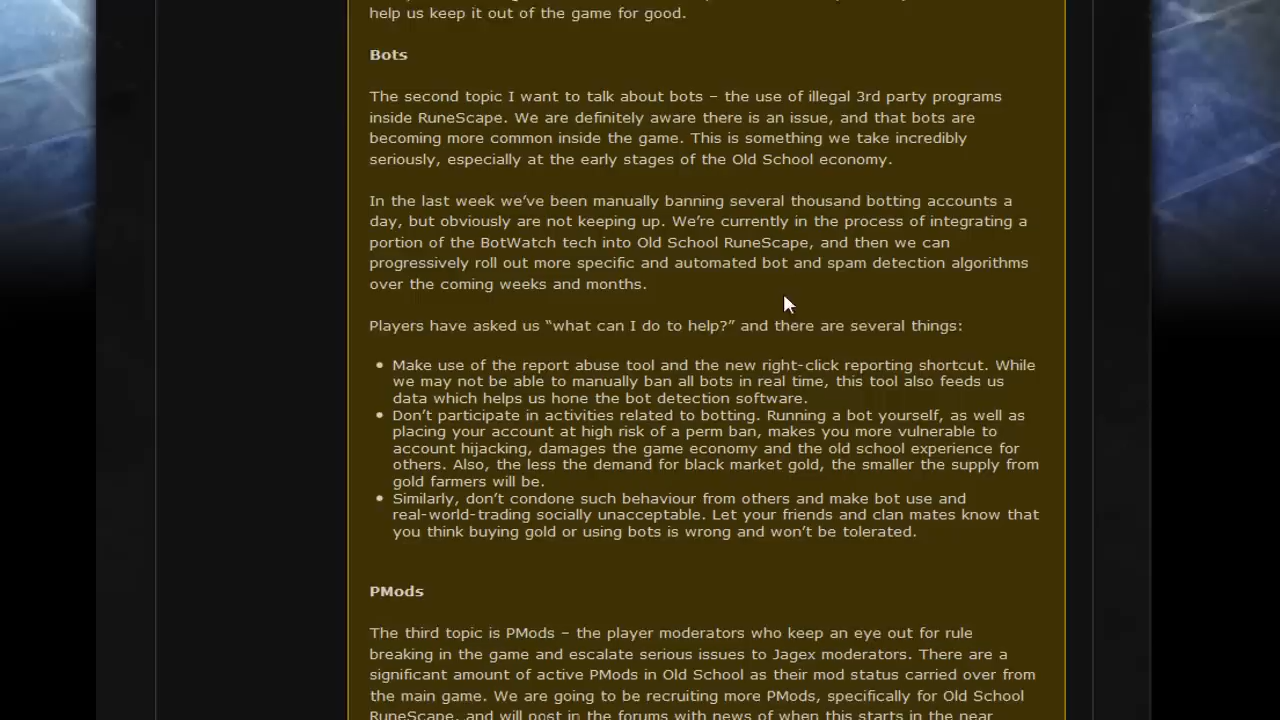 help us keep it out of the game for good.
Bots
The second topic I want to talk about bots – the use of illegal 3rd party programs
inside RuneScape. We are definitely aware there is an issue, and that bots are
becoming more common inside the game. This is something we take incredibly
seriously, especially at the early stages of the Old School economy.
In the last week we’ve been manually banning several thousand botting accounts a
day, but obviously are not keeping up. We’re currently in the process of integrating a
portion of the BotWatch tech into Old School RuneScape, and then we can
progressively roll out more specific and automated bot and spam detection algorithms
over the coming weeks and months.
Players have asked us “what can I do to help?” and there are several things:
• Make use of the report abuse tool and the new right-click reporting shortcut. While
we may not be able to manually ban all bots in real time, this tool also feeds us
data which helps us hone the bot detection software.
• Don’t participate in activities related to botting. Running a bot yourself, as well as
placing your account at high risk of a perm ban, makes you more vulnerable to
account hijacking, damages the game economy and the old school experience for
others. Also, the less the demand for black market gold, the smaller the supply from
gold farmers will be.
• Similarly, don’t condone such behaviour from others and make bot use and
real-world-trading socially unacceptable. Let your friends and clan mates know that
you think buying gold or using bots is wrong and won’t be tolerated.
PMods
The third topic is PMods – the player moderators who keep an eye out for rule
breaking in the game and escalate serious issues to Jagex moderators. There are a
significant amount of active PMods in Old School as their mod status carried over from
the main game. We are going to be recruiting more PMods, specifically for Old School
RuneScape, and will post in the forums with news of when this starts in the near